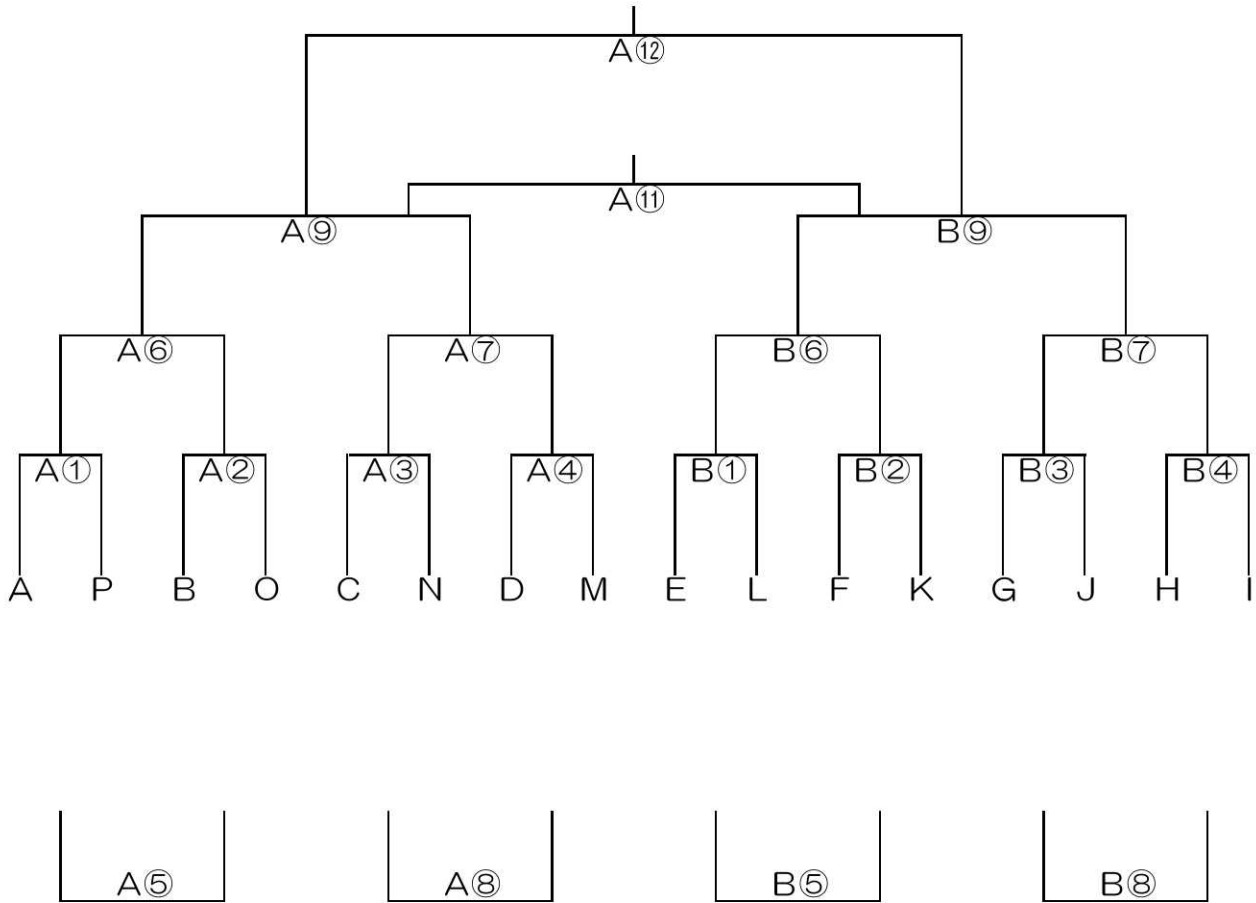 A⑫
A⑪
A⑨ B⑨
A⑥ A⑦ B⑥ B⑦
A① A② A③ A④ B① B② B③ B④
A P B O C N D M E L F K G J H I
A⑤ A⑧ B⑤ B⑧